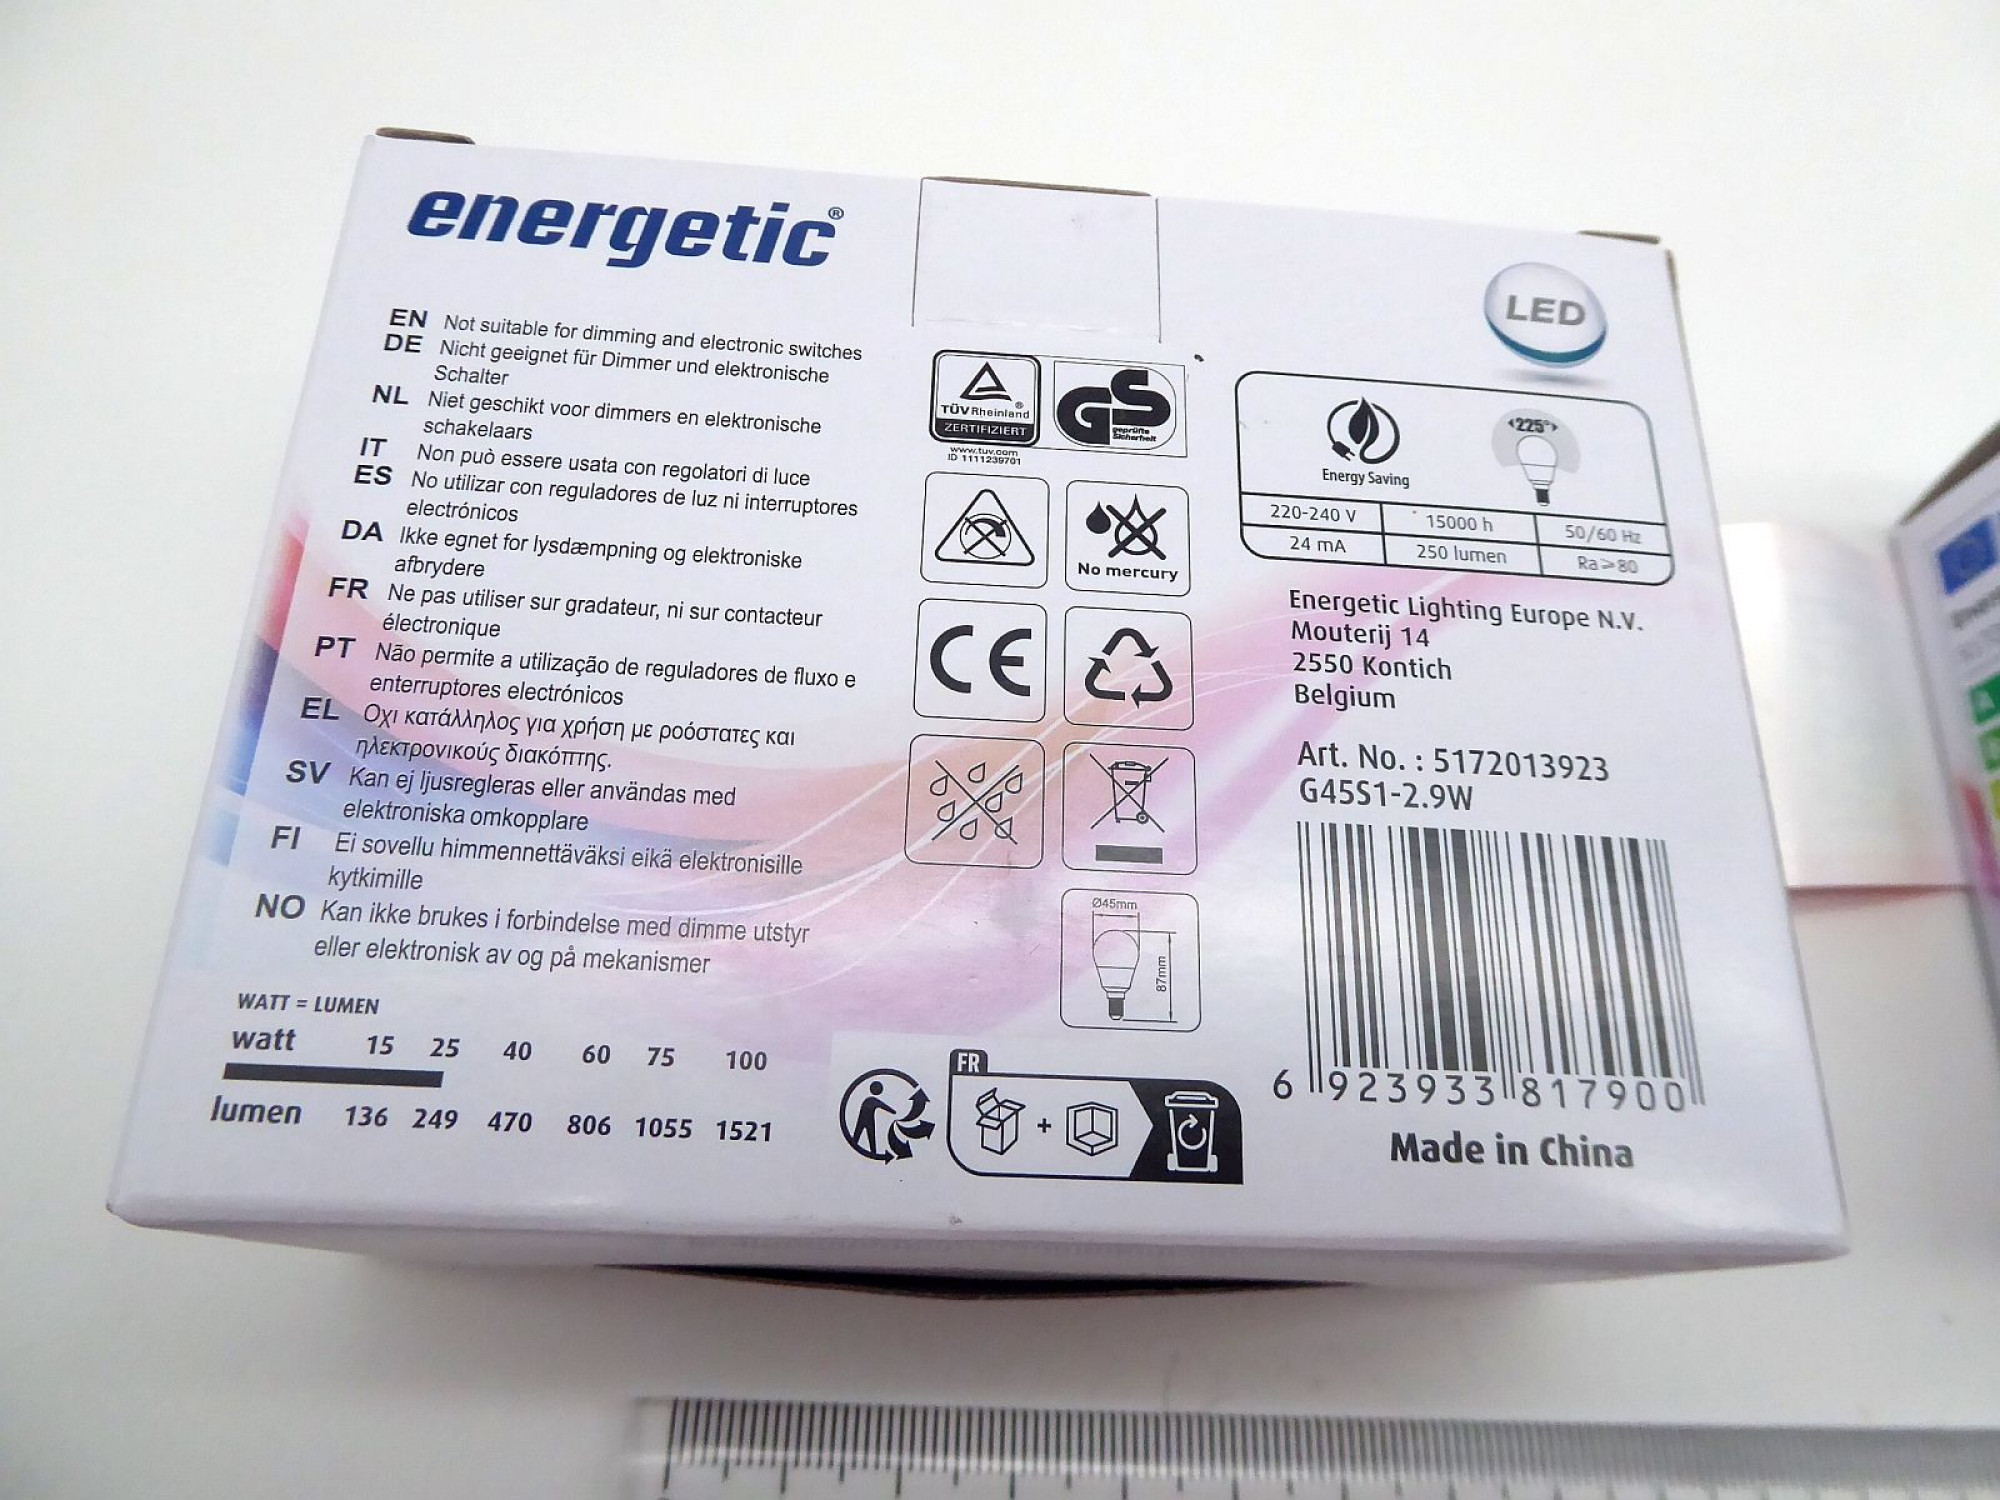 energetic®
EN Not suitable for dimming and electronic switches
DE Nicht geeignet für Dimmer und elektronische
Schalter
NL Niet geschikt voor dimmers en elektronische
schakelaars
IT Non può essere usata con regolatori di luce
ES No utilizar con reguladores de luz ni interruptores
electrónicos
DA Ikke egnet for lysdæmpning og elektroniske
afbrydere
FR Ne pas utiliser sur gradateur, ni sur contacteur
électronique
PT Não permite a utilização de reguladores de fluxo e
enterruptores electrónicos
EL Οχι κατάλληλος για χρήση με ροόστατες και
ηλεκτρονικούς διακόπτης.
SV Kan ej ljusregleras eller användas med
elektroniska omkopplare
FI Ei sovellu himmennettäväksi eikä elektronisille
kytkimille
NO Kan ikke brukes i forbindelse med dimme utstyr
eller elektronisk av og på mekanismer
WATT = LUMEN
watt 15 25 40 60 75 100
lumen 136 249 470 806 1055 1521
TÜVRheinland®
ZERTIFIZIERT
www.tuv.com
ID 1111239701
GS
geprüfte
Sicherheit
No mercury
CE
Ø45mm
87mm
FR
+
LED
225°
Energy Saving
220-240 V 15000 h 50/60 Hz
24 mA 250 lumen Ra>80
Energetic Lighting Europe N.V.
Mouterij 14
2550 Kontich
Belgium
Art. No. : 5172013923
G45S1-2.9W
6 923933 817900
Made in China